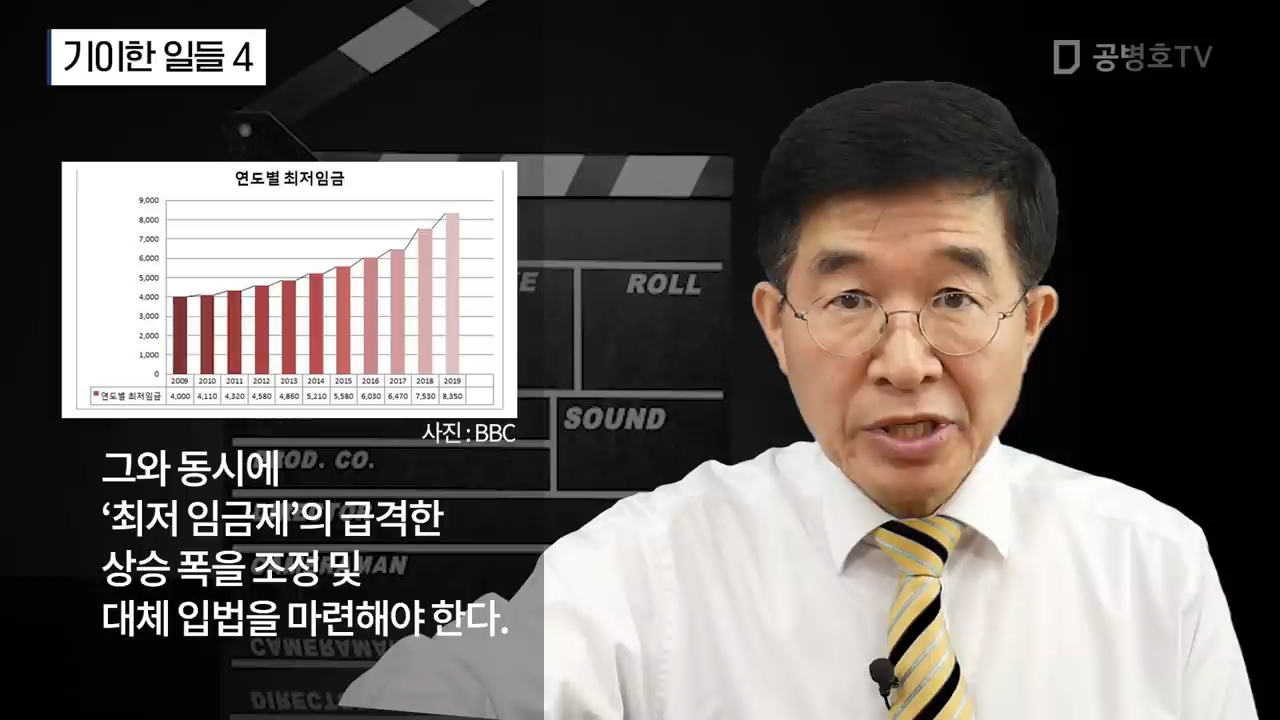 기이한 일들 4
공병호TV
연도별 최저임금
9,000
8,000
7,000
6,000
5,000
4,000
3,000
2,000
1,000
0
2009 2010 2011 2012 2013 2014 2015 2016 2017 2018 2019
연도별 최저임금 4,000 4,110 4,320 4,580 4,860 5,210 5,580 6,030 6,470 7,530 8,350
사진 : BBC
ROLL
SOUND
그와 동시에
PROD. CO.
‘최저 임금제’의 급격한
상승 폭을 조정 및
대체 입법을 마련해야 한다.
CAMERAMA
DIRECT